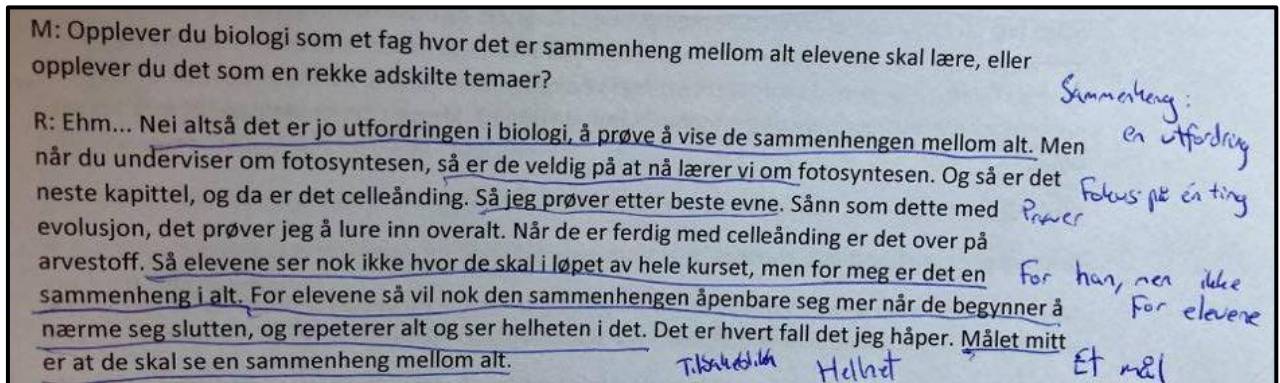 M: Opplever du biologi som et fag hvor det er sammenheng mellom alt elevene skal lære, eller
opplever du det som en rekke adskilte temaer?
Sammenheng:
en utfordring
R: Ehm... Nei altså det er jo utfordringen i biologi, å prøve å vise de sammenhengen mellom alt. Men
når du underviser om fotosyntesen, så er de veldig på at nå lærer vi om fotosyntesen. Og så er det
Fokus på én ting
neste kapittel, og da er det celleånding. Så jeg prøver etter beste evne. Sånn som dette med
Prøver
evolusjon, det prøver jeg å lure inn overalt. Når de er ferdig med celleånding er det over på
arvestoff. Så elevene ser nok ikke hvor de skal i løpet av hele kurset, men for meg er det en
For han, men ikke
sammenheng i alt. For elevene så vil nok den sammenhengen åpenbare seg mer når de begynner å
For elevene
nærme seg slutten, og repeterer alt og ser helheten i det. Det er hvert fall det jeg håper. Målet mitt
er at de skal se en sammenheng mellom alt.
Helhet
Et mål